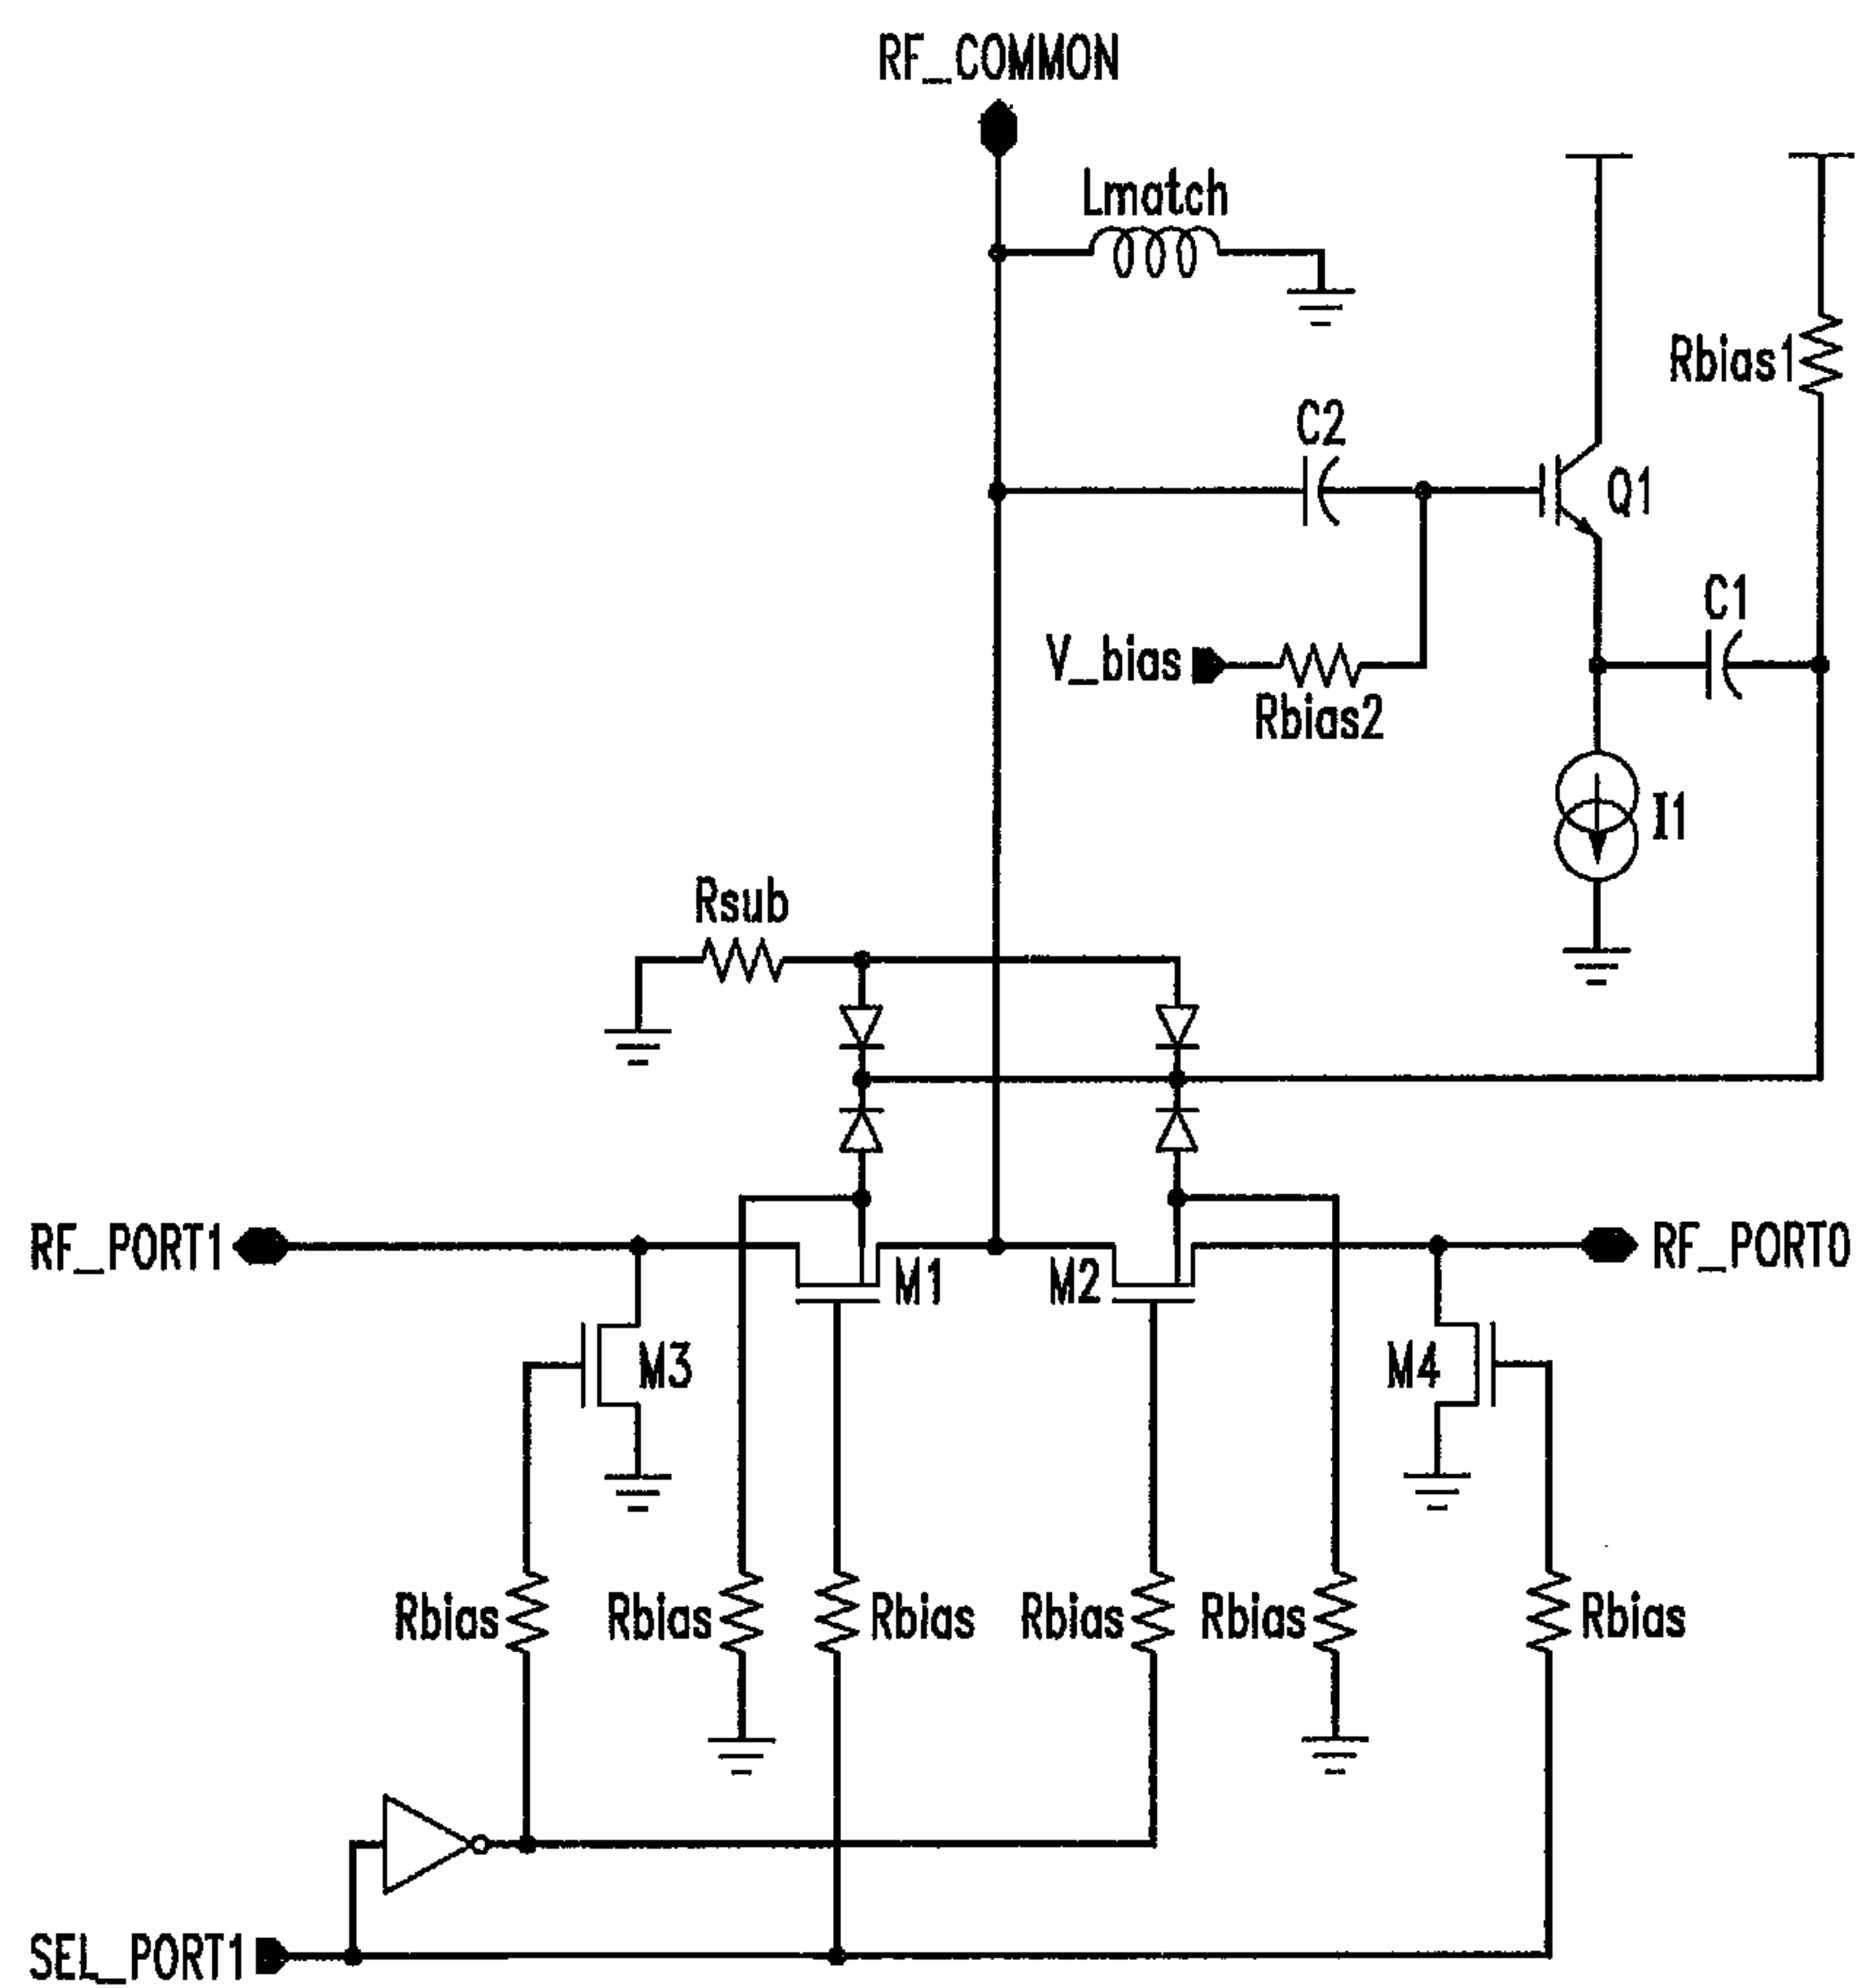 RF_COMMON
Lmatch
Rbias1
C2
Q1
C1
V_bias
Rbias2
I1
Rsub
RF_PORT1
M1
M2
RF_PORT0
M3
M4
Rbias
Rbias
Rbias
Rbias
Rbias
Rbias
SEL_PORT1